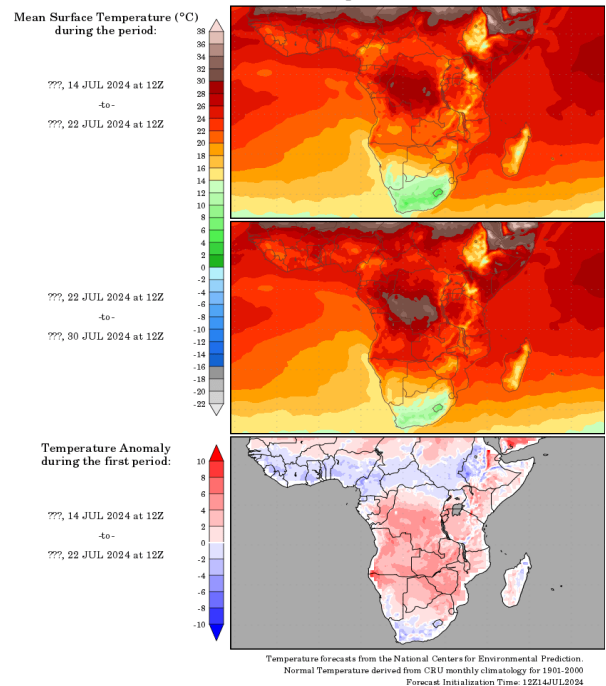 Mean Surface Temperature (°C)
during the period:
???, 14 JUL 2024 at 12Z
-to-
???, 22 JUL 2024 at 12Z
38
36
34
32
30
28
26
24
22
20
18
16
14
12
10
8
6
4
2
0
-2
-4
-6
-8
-10
-12
-14
-16
-18
-20
-22
???, 22 JUL 2024 at 12Z
-to-
???, 30 JUL 2024 at 12Z
Temperature Anomaly
during the first period:
???, 14 JUL 2024 at 12Z
-to-
???, 22 JUL 2024 at 12Z
10
8
6
4
2
0
-2
-4
-6
-8
-10
Temperature forecasts from the National Centers for Environmental Prediction.
Normal Temperature derived from CRU monthly climatology for 1901-2000
Forecast Initialization Time: 12Z14JUL2024